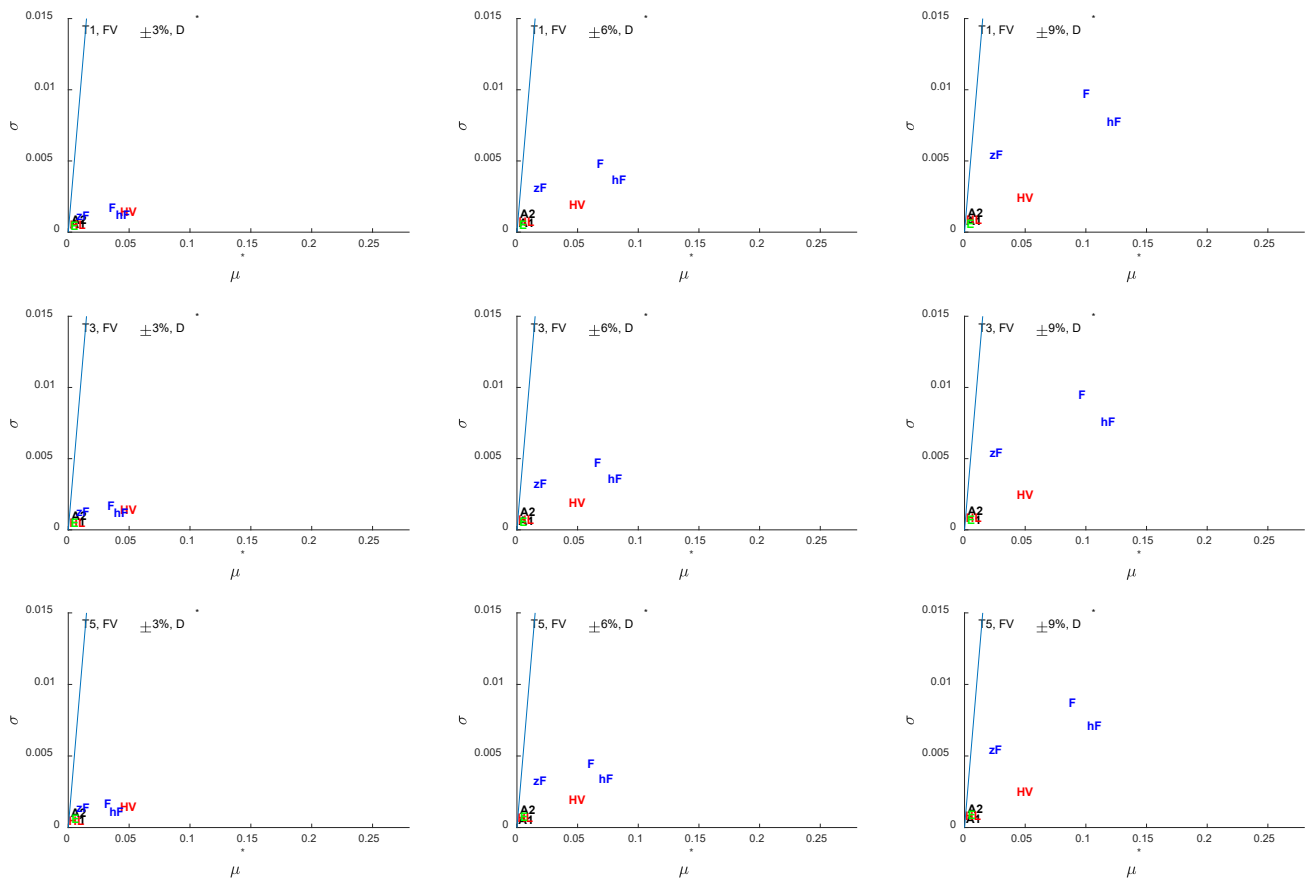 T1, FV ±3%, D*
0.015
0.01
0.005
0
σ
F
hF
HV
zF
A2
0 0.05 0.1 0.15 0.2 0.25
μ*
T1, FV ±6%, D*
0.015
0.01
0.005
0
σ
F
hF
zF
HV
A2
A1
E
0 0.05 0.1 0.15 0.2 0.25
μ*
T1, FV ±9%, D*
0.015
0.01
0.005
0
σ
F
hF
zF
HV
A2
0 0.05 0.1 0.15 0.2 0.25
μ*
T3, FV ±3%, D*
0.015
0.01
0.005
0
σ
F
hF
HV
zF
A2
0 0.05 0.1 0.15 0.2 0.25
μ*
T3, FV ±6%, D*
0.015
0.01
0.005
0
σ
F
hF
zF
HV
A2
0 0.05 0.1 0.15 0.2 0.25
μ*
T3, FV ±9%, D*
0.015
0.01
0.005
0
σ
F
hF
zF
HV
A2
0 0.05 0.1 0.15 0.2 0.25
μ*
T5, FV ±3%, D*
0.015
0.01
0.005
0
σ
F
hF
HV
zF
A2
0 0.05 0.1 0.15 0.2 0.25
μ*
T5, FV ±6%, D*
0.015
0.01
0.005
0
σ
F
hF
zF
HV
A2
A1
0 0.05 0.1 0.15 0.2 0.25
μ*
T5, FV ±9%, D*
0.015
0.01
0.005
0
σ
F
hF
zF
HV
A2
A1
0 0.05 0.1 0.15 0.2 0.25
μ*